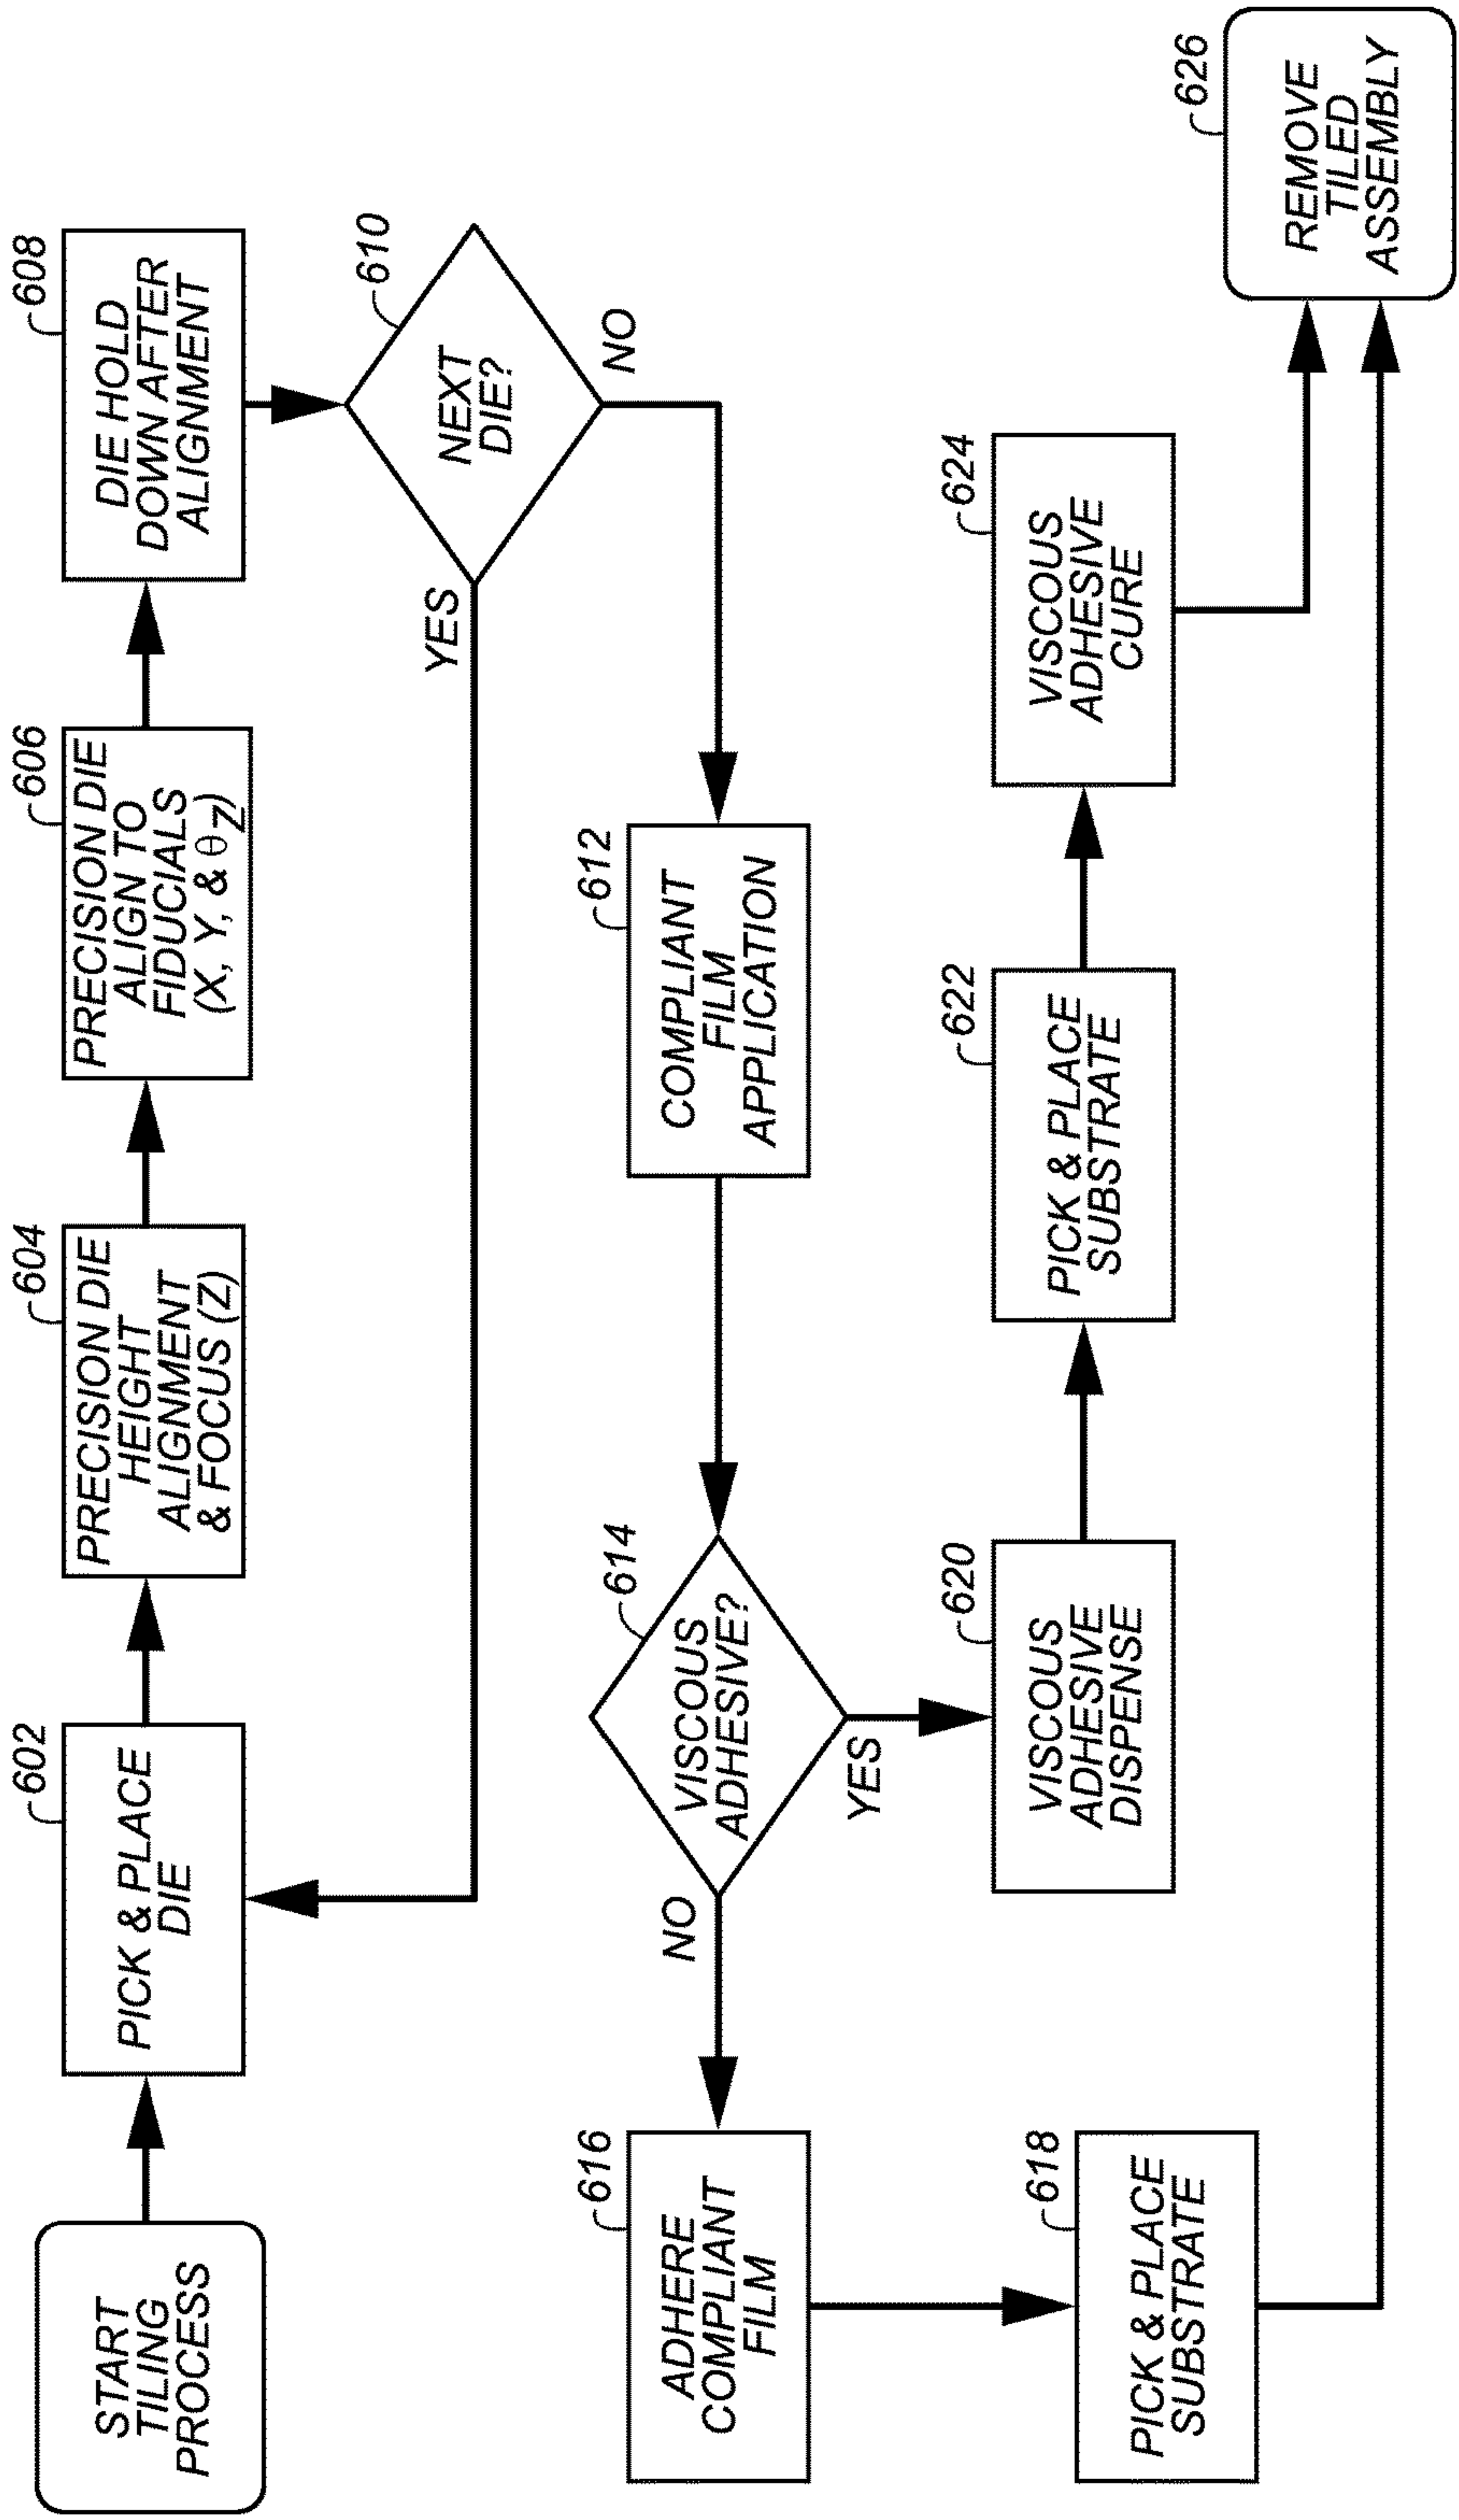 START
TILING
PROCESS
602
PICK & PLACE
DIE
604
PRECISION DIE
HEIGHT
ALIGNMENT
& FOCUS (Z)
606
PRECISION DIE
ALIGN TO
FIDUCIALS
(X, Y, & θ Z)
608
DIE HOLD
DOWN AFTER
ALIGNMENT
610
NEXT
DIE?
YES
NO
612
COMPLIANT
FILM
APPLICATION
614
VISCOUS
ADHESIVE?
NO
YES
616
ADHERE
COMPLIANT
FILM
618
PICK & PLACE
SUBSTRATE
620
VISCOUS
ADHESIVE
DISPENSE
622
PICK & PLACE
SUBSTRATE
624
VISCOUS
ADHESIVE
CURE
626
REMOVE
TILED
ASSEMBLY